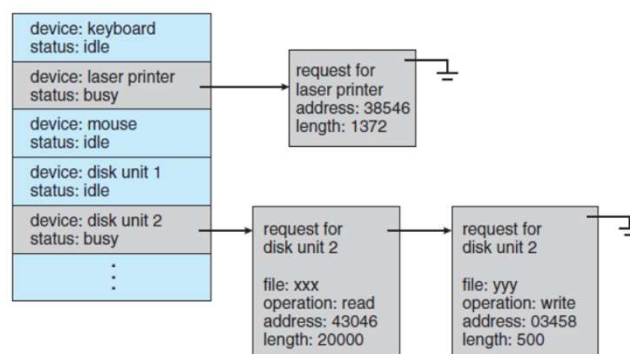 device: keyboard
status: idle
device: laser printer
status: busy
device: mouse
status: idle
device: disk unit 1
status: idle
device: disk unit 2
status: busy
request for
laser printer
address: 38546
length: 1372
request for
disk unit 2
file: xxx
operation: read
address: 43046
length: 20000
request for
disk unit 2
file: yyy
operation: write
address: 03458
length: 500